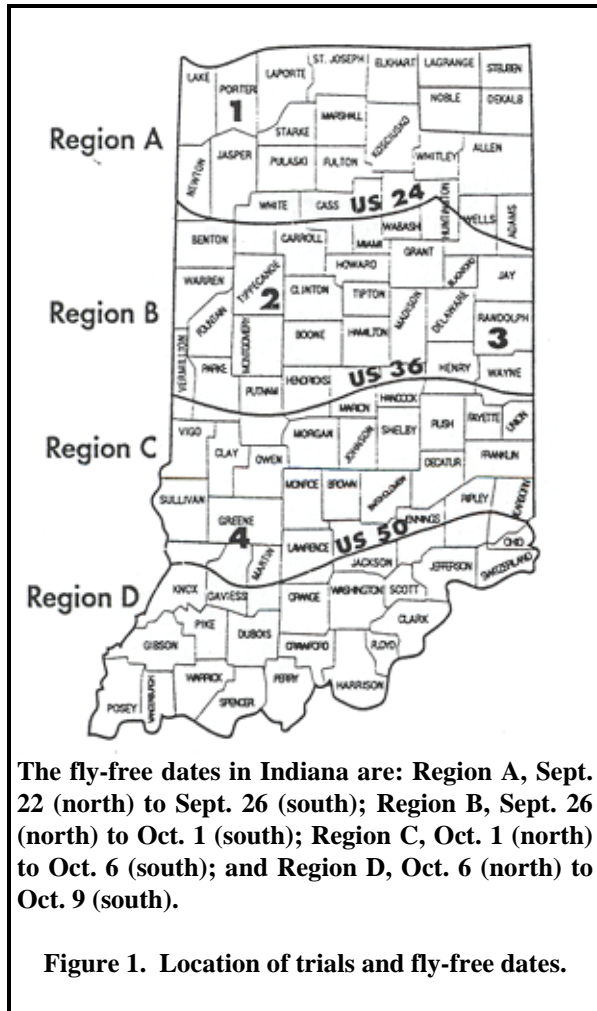 ST. JOSEPH ELKHART LAGRANGE STEUBEN
LAKE PORTER LAPORTE
NOBLE DEKALB
1
MARSHALL
Region A
STARKE KOSCIUSKO ALLEN
JASPER WHITLEY
NEWTON PULASKI FULTON
WHITE CASS US 24 HUNTINGTON WELLS ADAMS
WABASH
BENTON CARROLL MIAMI GRANT
HOWARD BLACKFORD JAY
WARREN TIPPECANOE CLINTON TIPTON
2 MADISON DELAWARE
Region B
FOUNTAIN RANDOLPH
BOONE HAMILTON 3
MONTGOMERY
VERMILLION PARKE HENDRICKS US 36 HENRY WAYNE
PUTNAM HANCOCK
MARION
VIGO MORGAN JOHNSON SHELBY RUSH FAYETTE UNION
Region C
CLAY OWEN
DECATUR FRANKLIN
MONROE BROWN BARTHOLOMEW
SULLIVAN RIPLEY DEARBORN
GREENE JENNINGS
4 US 50
LAWRENCE OHIO
MARTIN JACKSON JEFFERSON SWITZERLAND
Region D
KNOX DAVIESS ORANGE WASHINGTON SCOTT
PIKE CLARK
GIBSON DUBOIS
CRAWFORD FLOYD
WARRICK PERRY HARRISON
POSEY VANDERBURGH SPENCER
The fly-free dates in Indiana are: Region A, Sept.
22 (north) to Sept. 26 (south); Region B, Sept. 26
(north) to Oct. 1 (south); Region C, Oct. 1 (north)
to Oct. 6 (south); and Region D, Oct. 6 (north) to
Oct. 9 (south).
Figure 1. Location of trials and fly-free dates.